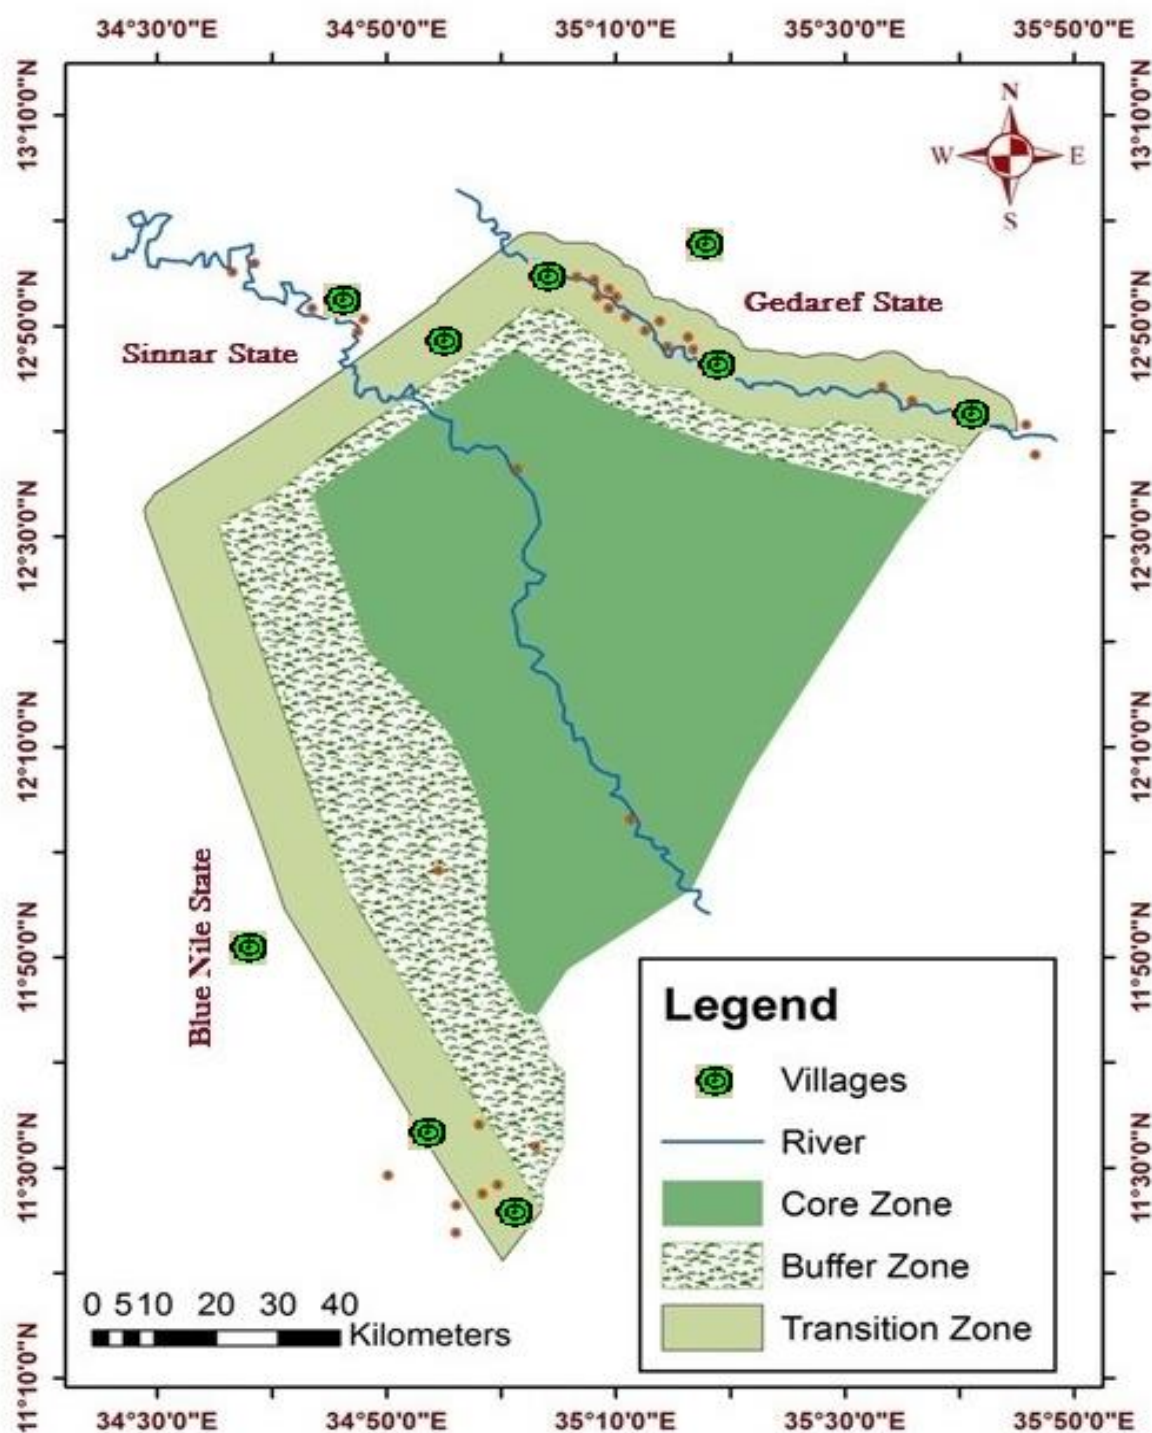 34°30'0"E 34°50'0"E 35°10'0"E 35°30'0"E 35°50'0"E
13°10'0"N 13°10'0"N
N
W E
S
Gedaref State
12°50'0"N 12°50'0"N
Sinnar State
12°30'0"N 12°30'0"N
12°10'0"N 12°10'0"N
Blue Nile State
11°50'0"N 11°50'0"N
Legend
Villages
River
11°30'0"N 11°30'0"N
Core Zone
Buffer Zone
0 5 10 20 30 40
Kilometers
Transition Zone
11°10'0"N 11°10'0"N
34°30'0"E 34°50'0"E 35°10'0"E 35°30'0"E 35°50'0"E